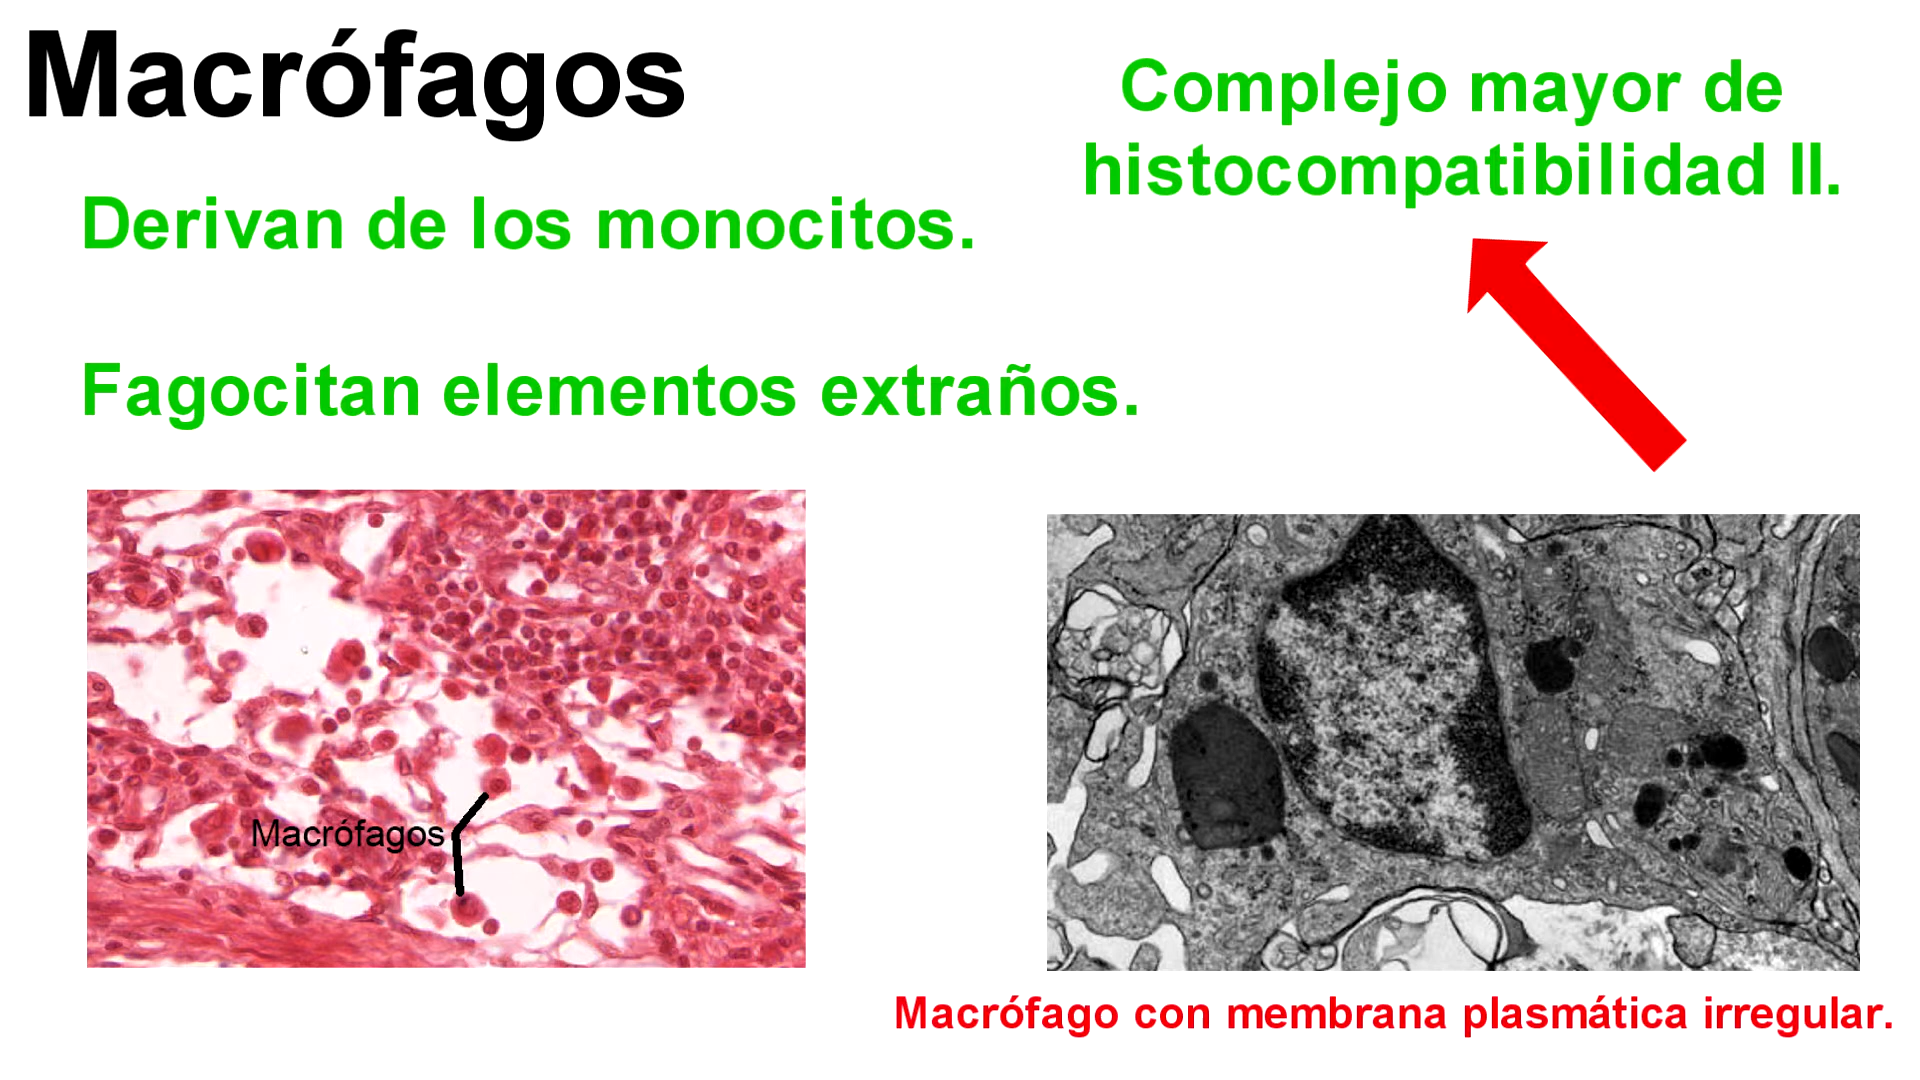 Macrófagos
Complejo mayor de
histocompatibilidad II.
Derivan de los monocitos.
Fagocitan elementos extraños.
Macrófagos
Macrófago con membrana plasmática irregular.